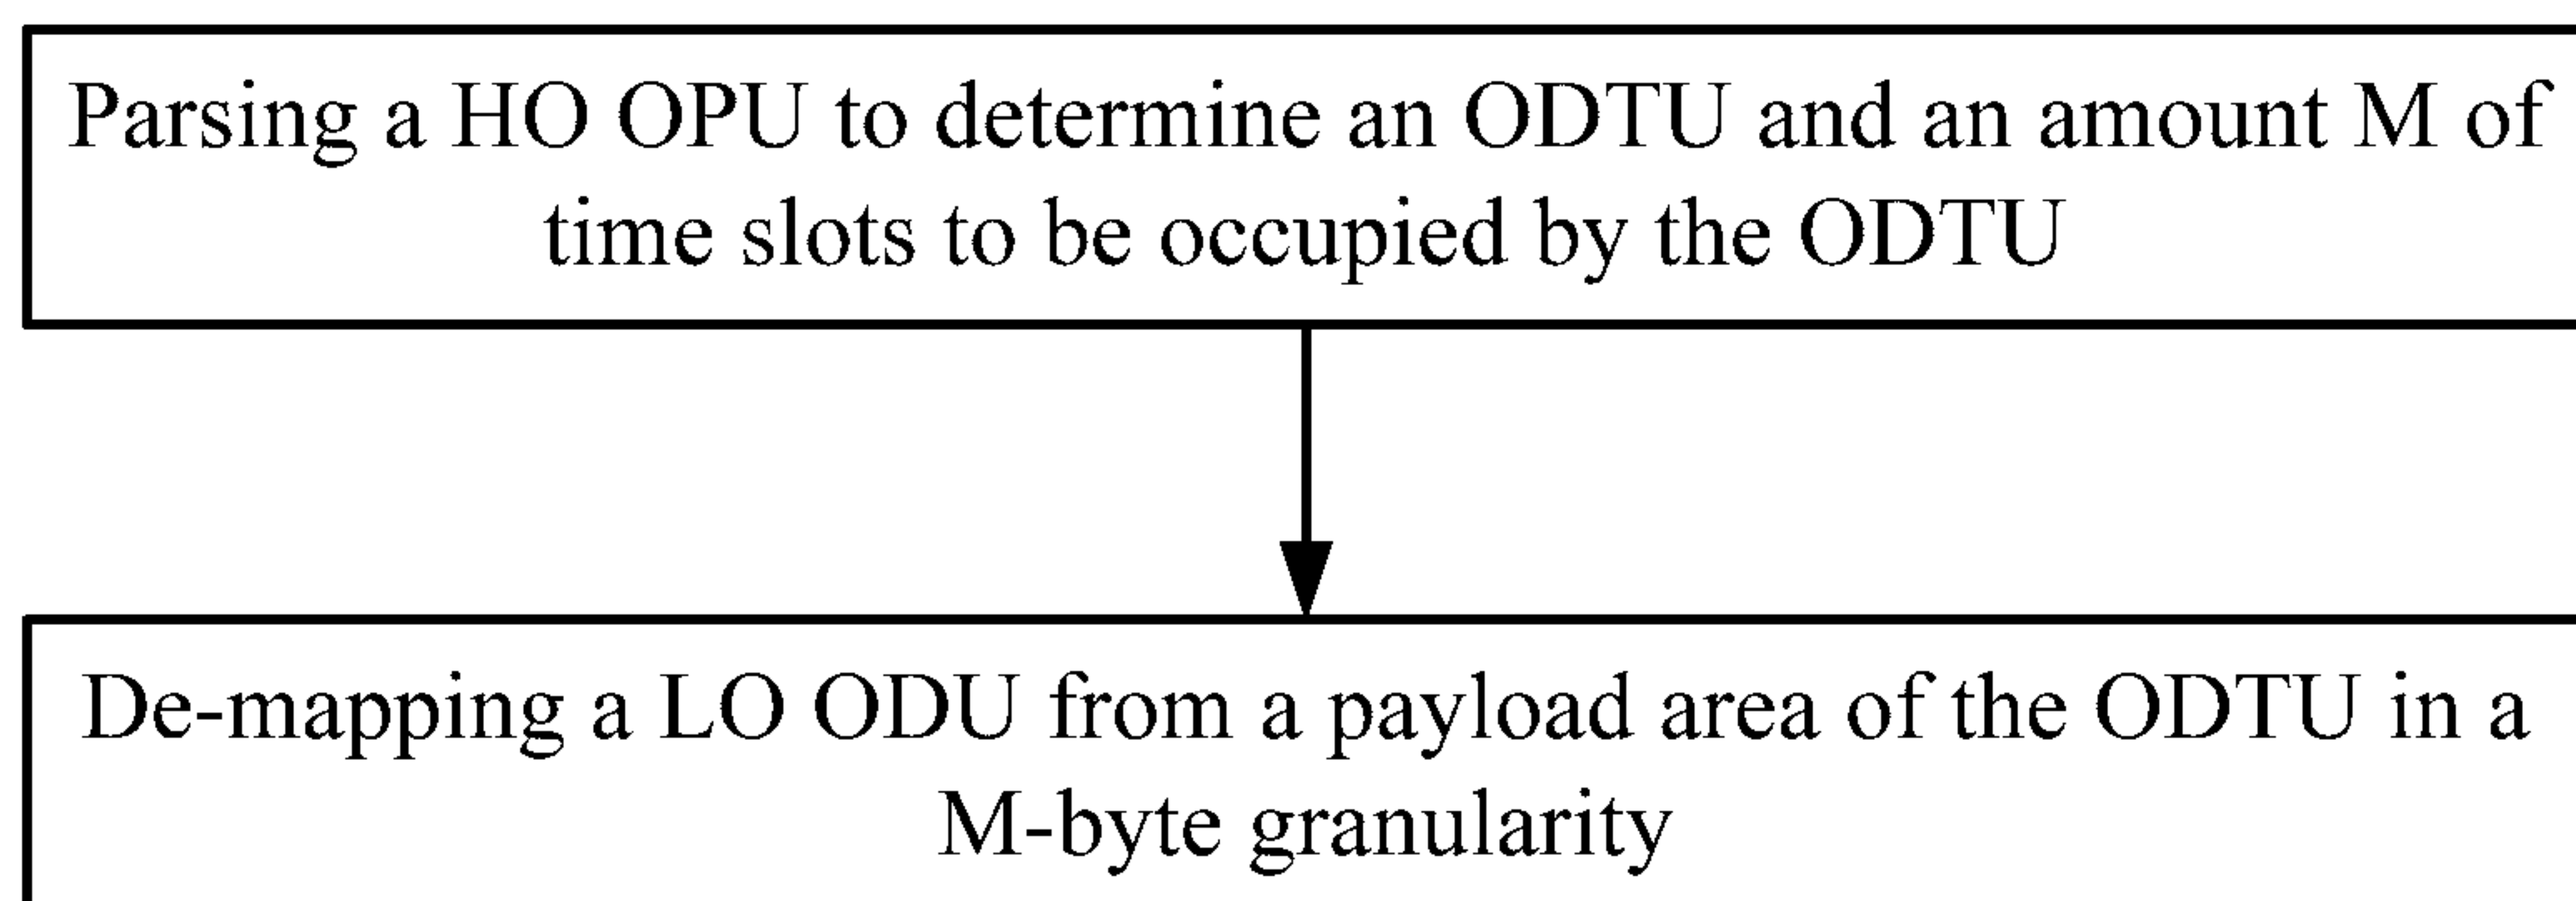 Parsing a HO OPU to determine an ODTU and an amount M of
time slots to be occupied by the ODTU
De-mapping a LO ODU from a payload area of the ODTU in a
M-byte granularity